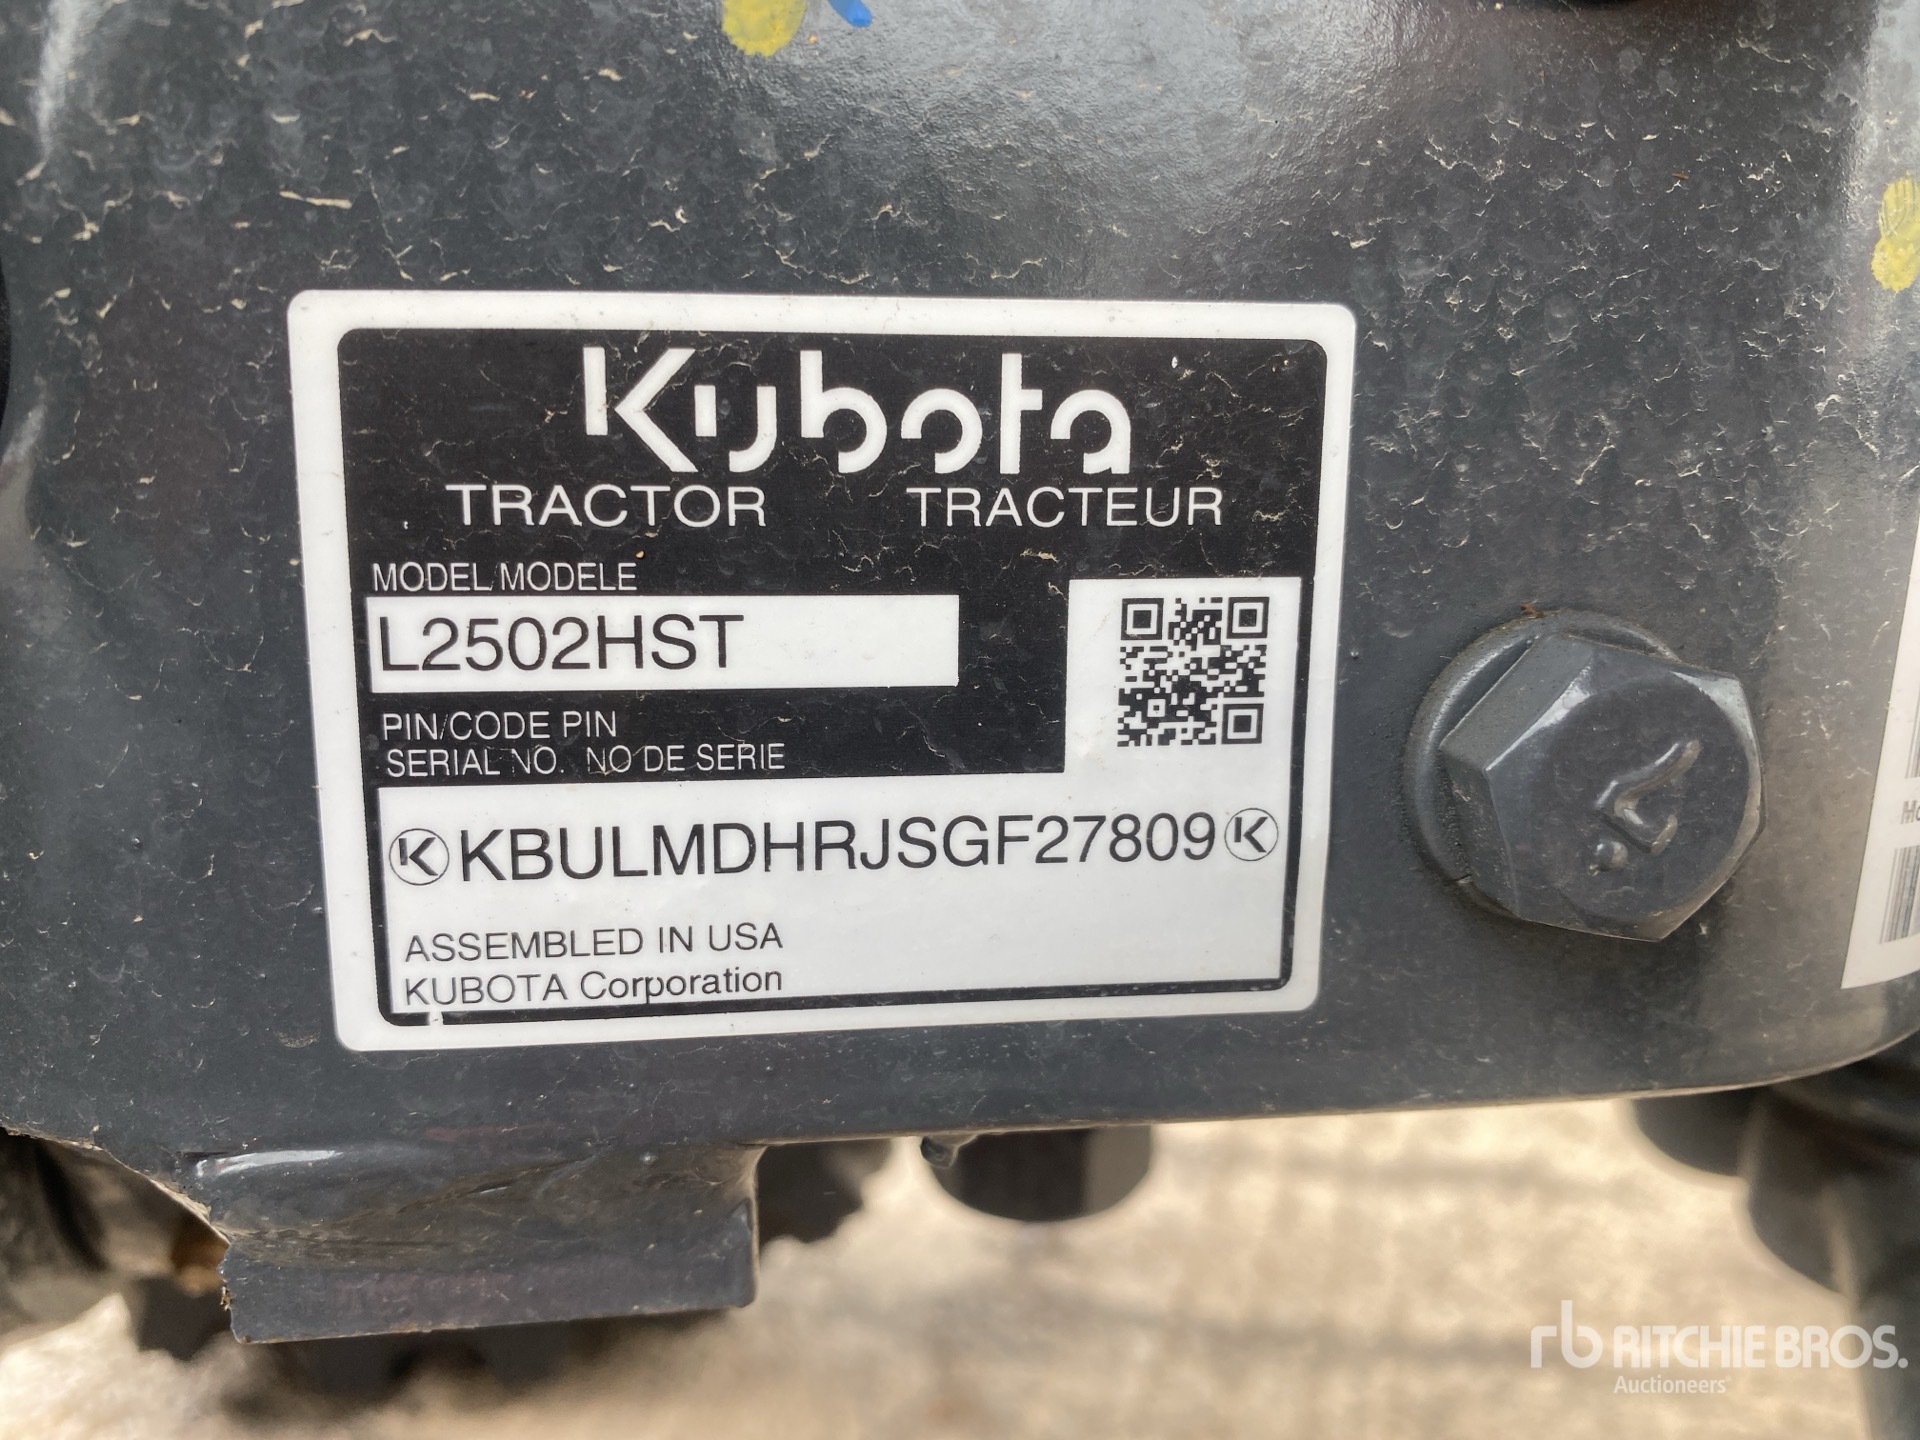 Kubota
TRACTOR TRACTEUR
MODEL/MODELE
L2502HST
PIN/CODE PIN
SERIAL NO. NO DE SERIE
KBULMDHRJSGF27809
ASSEMBLED IN USA
KUBOTA Corporation
rb RITCHIE BROS.
Auctioneers